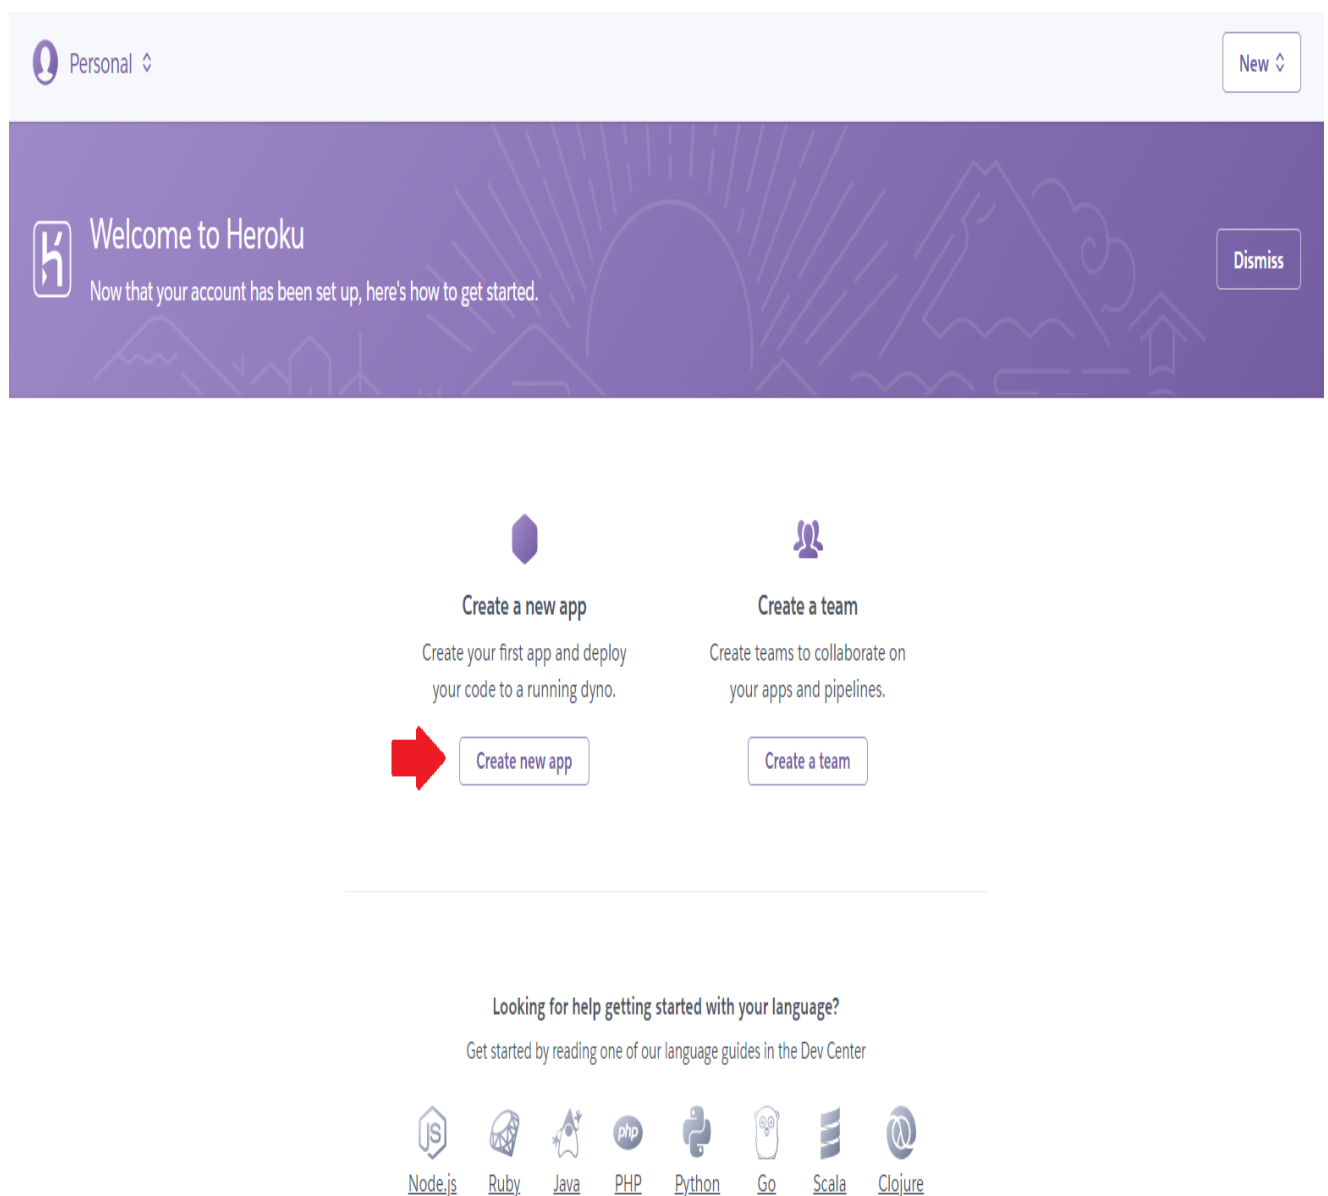 Personal
New
Welcome to Heroku
Now that your account has been set up, here's how to get started.
Dismiss
Create a new app
Create your first app and deploy
your code to a running dyno.
Create new app
Create a team
Create teams to collaborate on
your apps and pipelines.
Create a team
Looking for help getting started with your language?
Get started by reading one of our language guides in the Dev Center
JS
php
Node.js Ruby Java PHP Python Go Scala Clojure